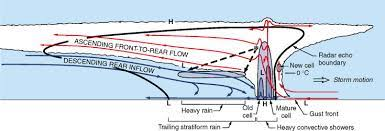 H
ASCENDING FRONT-TO-REAR FLOW
DESCENDING REAR INFLOW
Radar echo
boundary
New cell
0 °C
Storm motion
L
H
L
L
L
H
L
Heavy rain
Old
cell
Mature
cell
Gust front
Trailing stratiform rain
Heavy convective showers